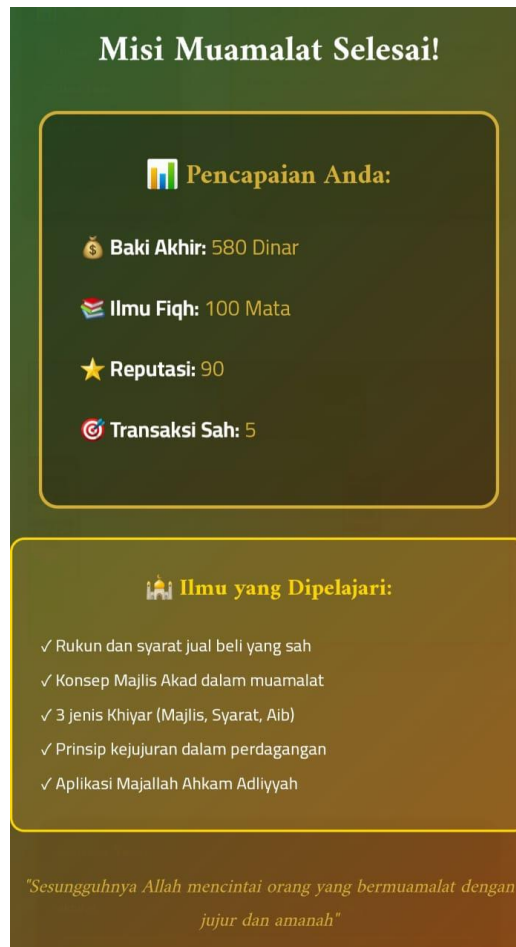 Misi Muamalat Selesai!
📊 Pencapaian Anda:
💰 Baki Akhir: 580 Dinar
📚 Ilmu Fiqh: 100 Mata
⭐ Reputasi: 90
🎯 Transaksi Sah: 5
🕌 Ilmu yang Dipelajari:
✓ Rukun dan syarat jual beli yang sah
✓ Konsep Majlis Akad dalam muamalat
✓ 3 jenis Khiyar (Majlis, Syarat, Aib)
✓ Prinsip kejujuran dalam perdagangan
✓ Aplikasi Majallah Ahkam Adliyyah
"Sesungguhnya Allah mencintai orang yang bermuamalat dengan
jujur dan amanah"